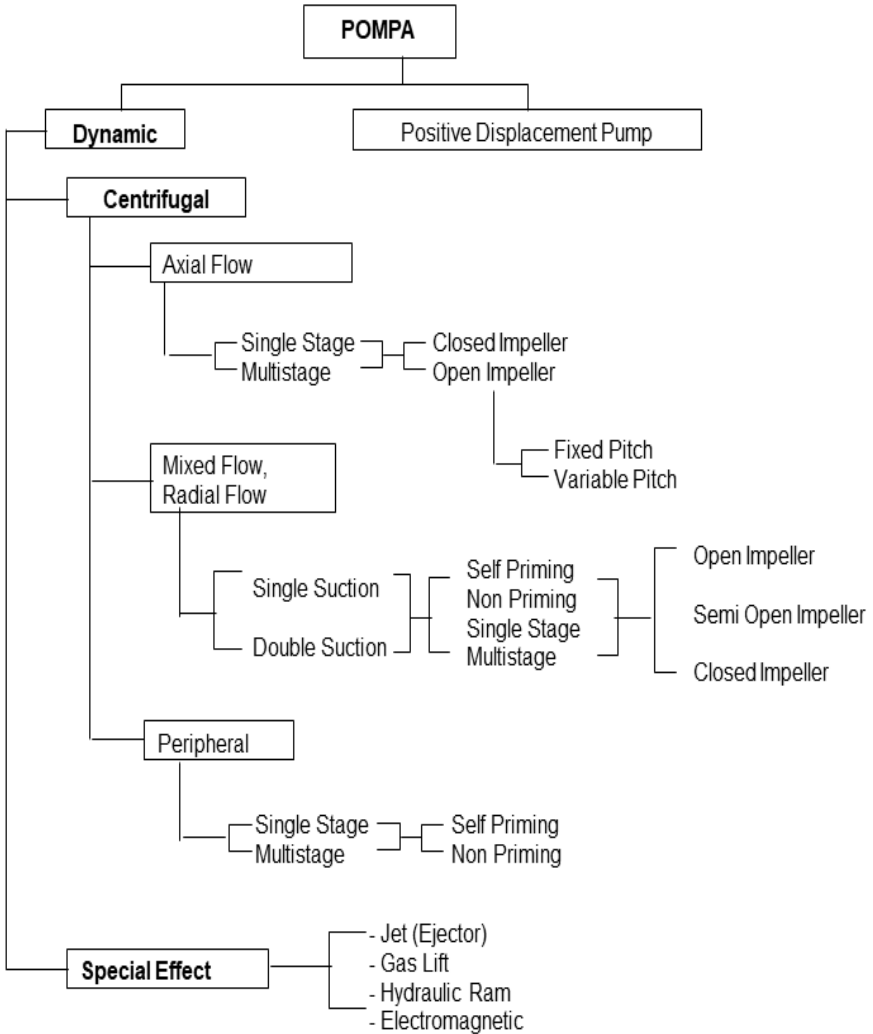 POMPA
Dynamic
Positive Displacement Pump
Centrifugal
Axial Flow
Single Stage
Multistage
Closed Impeller
Open Impeller
Fixed Pitch
Variable Pitch
Mixed Flow,
Radial Flow
Single Suction
Double Suction
Self Priming
Non Priming
Single Stage
Multistage
Open Impeller
Semi Open Impeller
Closed Impeller
Peripheral
Single Stage
Multistage
Self Priming
Non Priming
Special Effect
- Jet (Ejector)
- Gas Lift
- Hydraulic Ram
- Electromagnetic